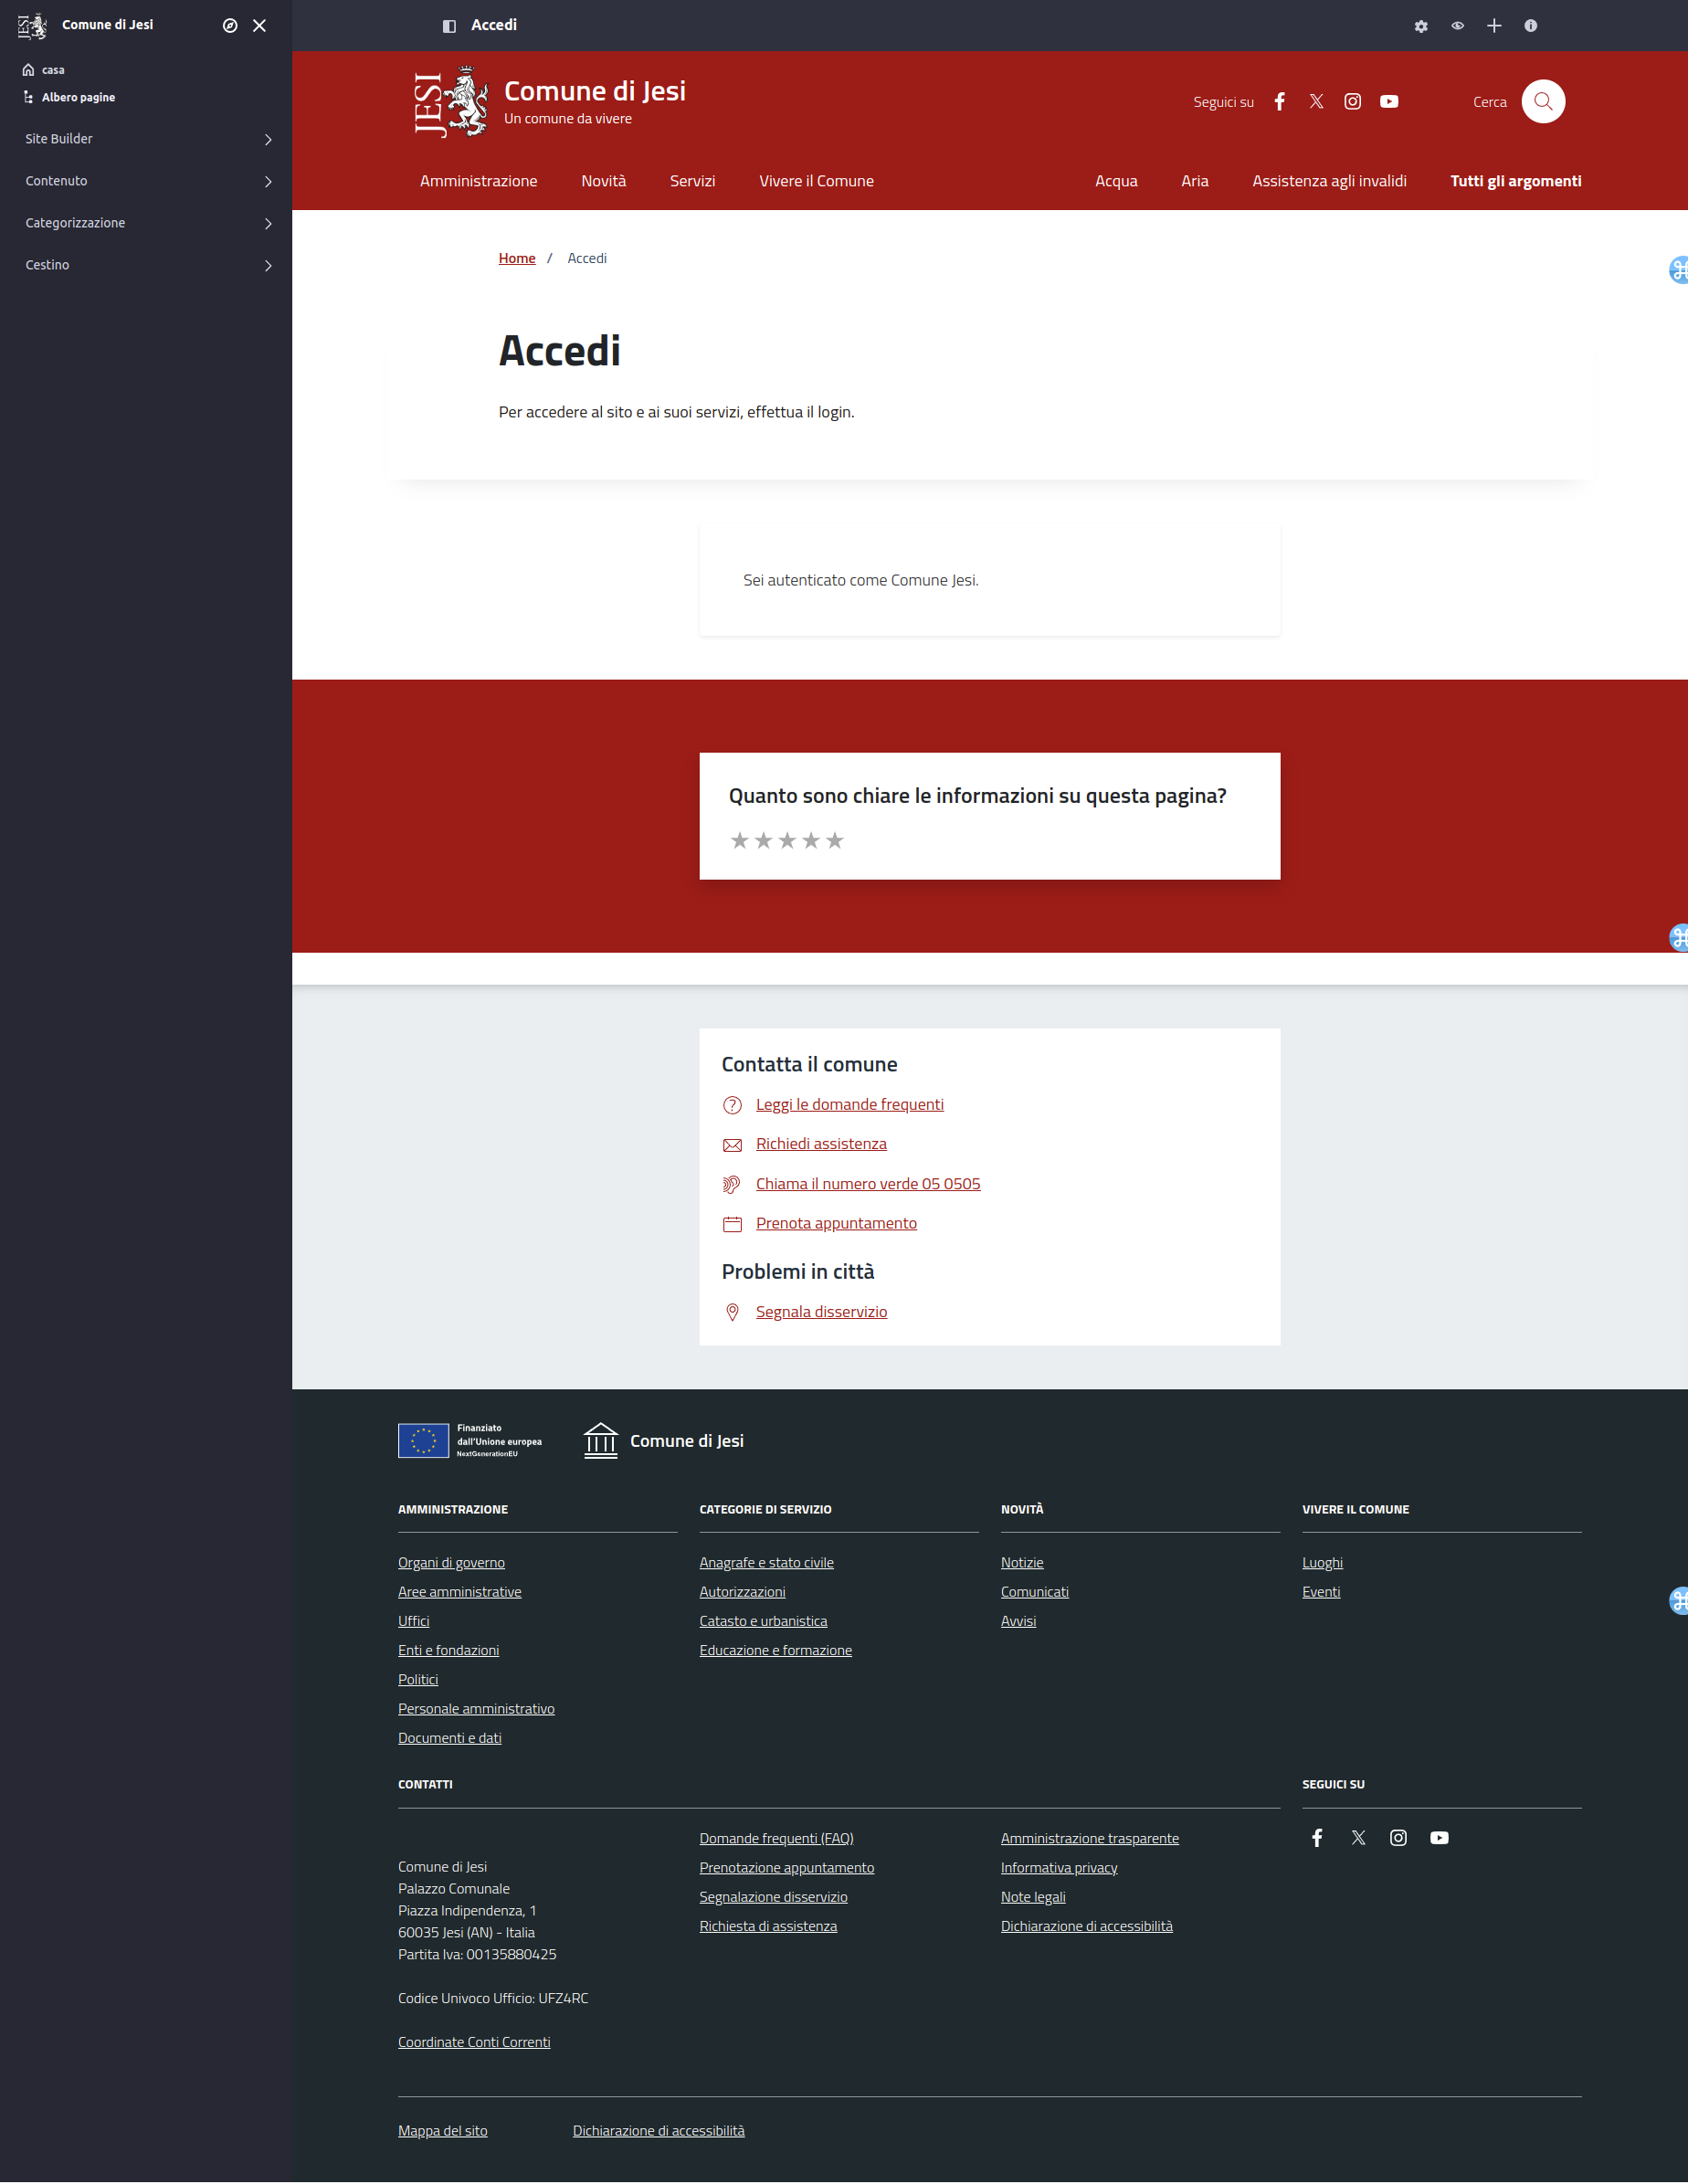 JESI
Comune di Jesi
casa
Albero pagine
Site Builder
Contenuto
Categorizzazione
Cestino
Accedi
JESI
Comune di Jesi
Un comune da vivere
Seguici su
Cerca
Amministrazione Novità Servizi Vivere il Comune Acqua Aria Assistenza agli invalidi Tutti gli argomenti
Home / Accedi
Accedi
Per accedere al sito e ai suoi servizi, effettua il login.
Sei autenticato come Comune Jesi.
Quanto sono chiare le informazioni su questa pagina?
Contatta il comune
Leggi le domande frequenti
Richiedi assistenza
Chiama il numero verde 05 0505
Prenota appuntamento
Problemi in città
Segnala disservizio
Finanziato
dall'Unione europea
NextGenerationEU
Comune di Jesi
AMMINISTRAZIONE
Organi di governo
Aree amministrative
Uffici
Enti e fondazioni
Politici
Personale amministrativo
Documenti e dati
CATEGORIE DI SERVIZIO
Anagrafe e stato civile
Autorizzazioni
Catasto e urbanistica
Educazione e formazione
NOVITÀ
Notizie
Comunicati
Avvisi
VIVERE IL COMUNE
Luoghi
Eventi
CONTATTI
Comune di Jesi
Palazzo Comunale
Piazza Indipendenza, 1
60035 Jesi (AN) - Italia
Partita Iva: 00135880425
Codice Univoco Ufficio: UFZ4RC
Coordinate Conti Correnti
Domande frequenti (FAQ)
Prenotazione appuntamento
Segnalazione disservizio
Richiesta di assistenza
Amministrazione trasparente
Informativa privacy
Note legali
Dichiarazione di accessibilità
SEGUICI SU
Mappa del sito Dichiarazione di accessibilità